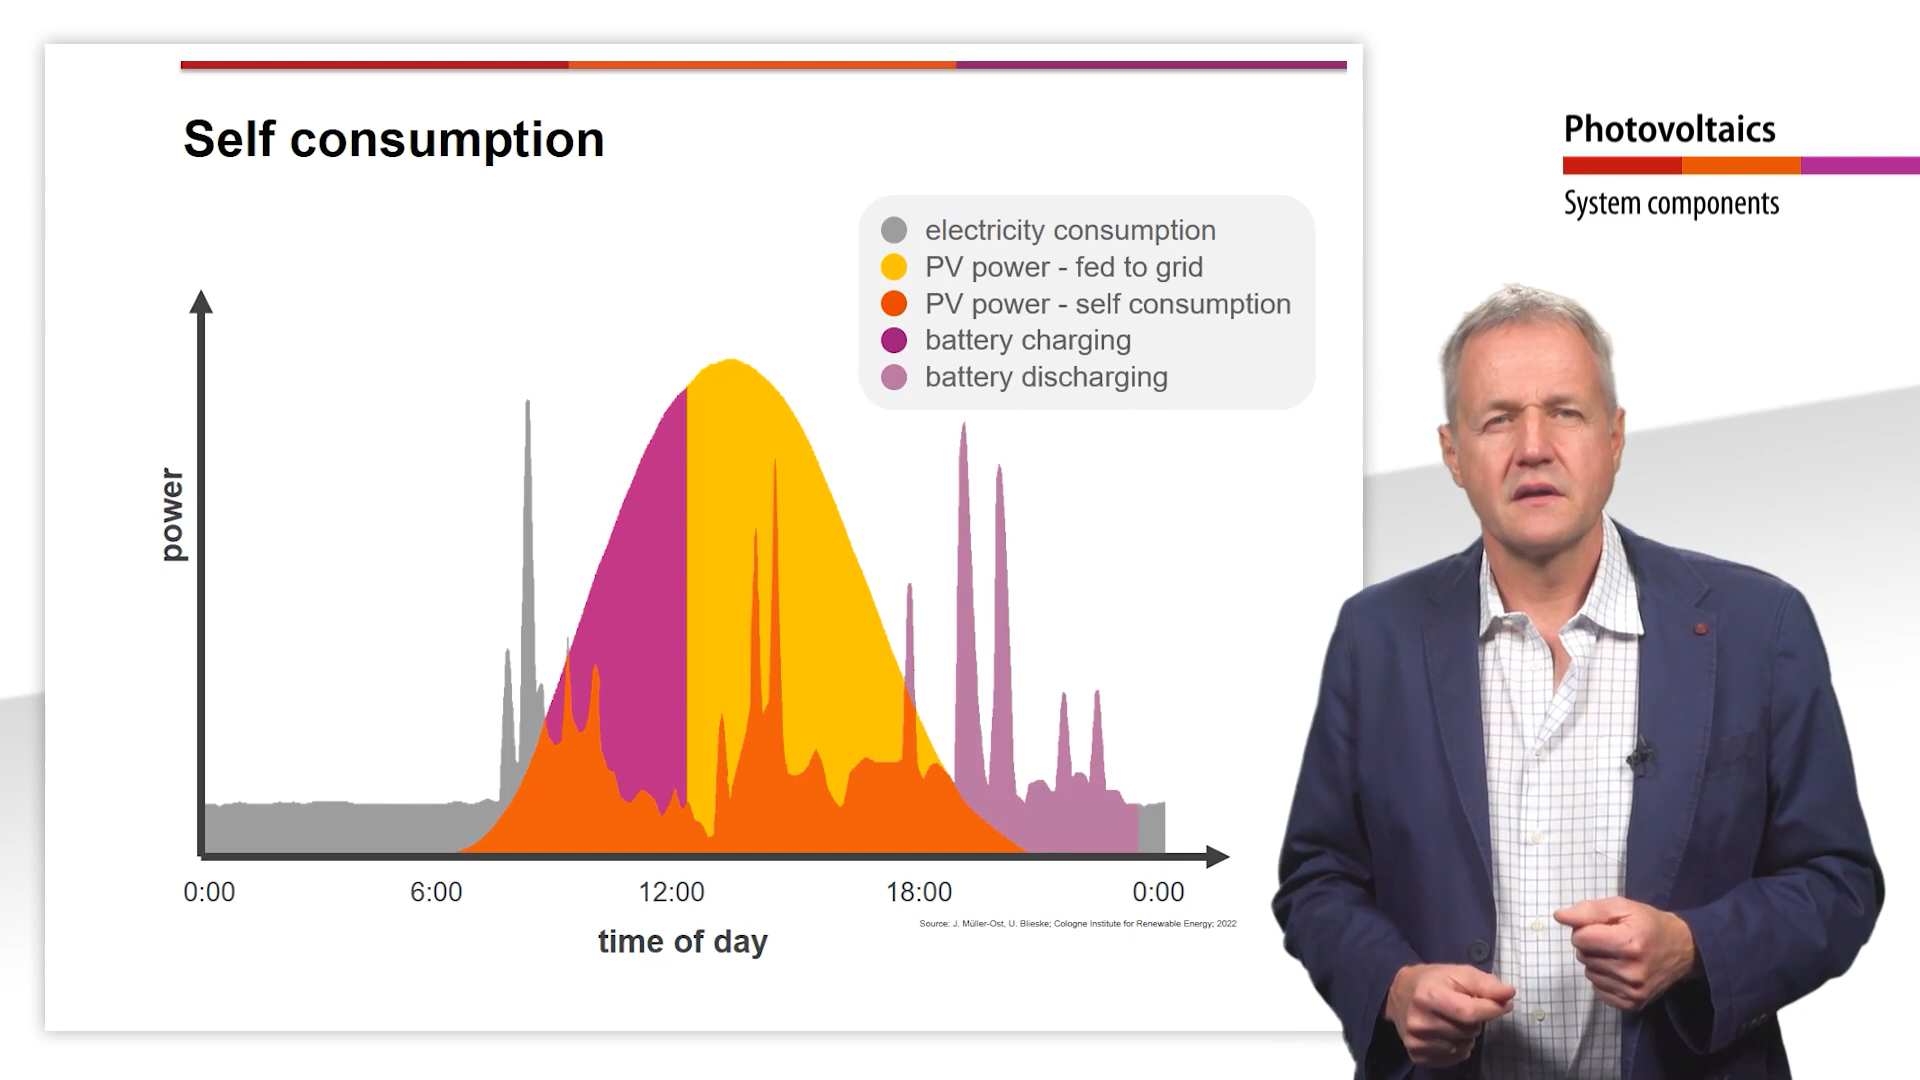 Self consumption
Photovoltaics
System components
electricity consumption
PV power - fed to grid
PV power - self consumption
battery charging
battery discharging
power
0:00 6:00 12:00 18:00 0:00
Source: J. Müller-Ost, U. Blieske; Cologne Institute for Renewable Energy; 2022
time of day